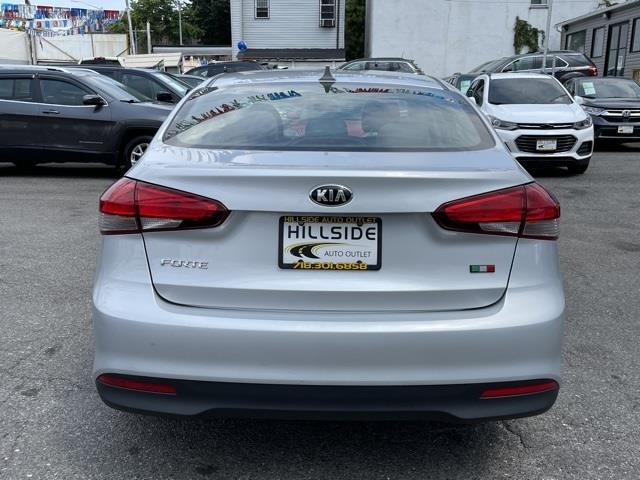 KIA
HILLSIDE AUTO OUTLET
HILLSIDE
AUTO OUTLET
718.301.6858
FORTE